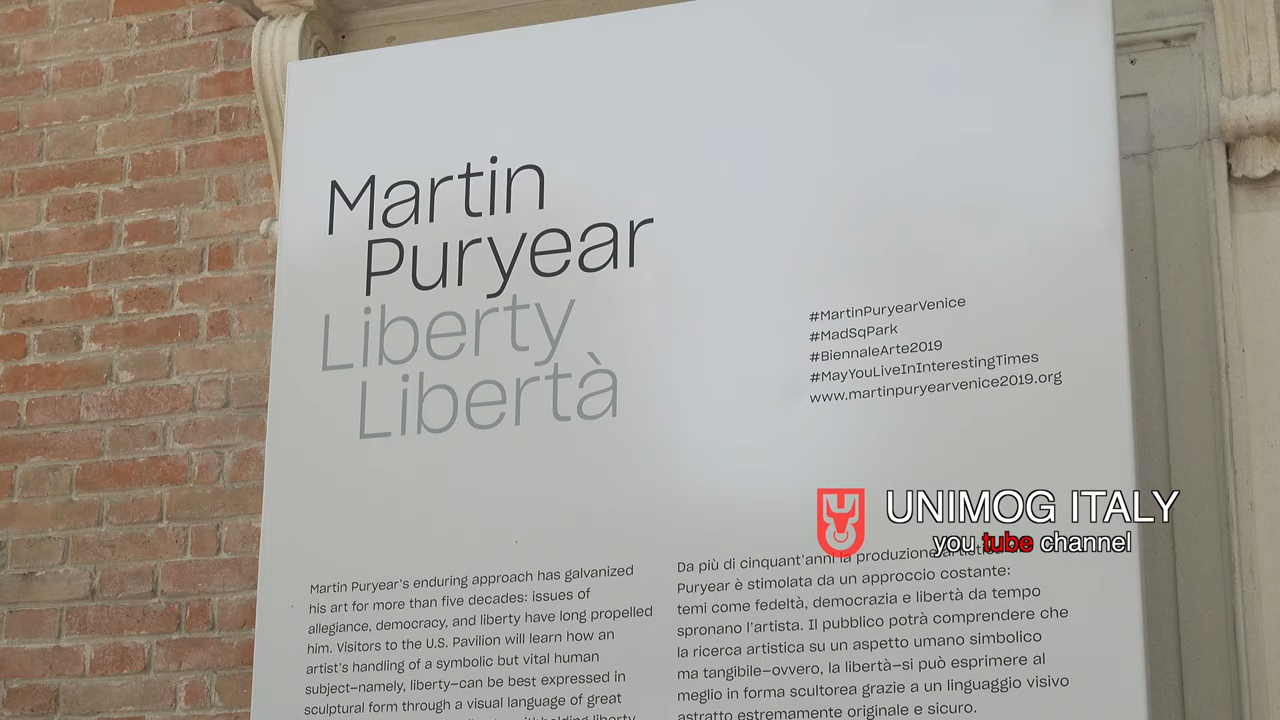 Martin
Puryear
Liberty
Libertà
#MartinPuryearVenice
#MadSqPark
#BiennaleArte2019
#MayYouLiveInInterestingTimes
www.martinpuryearvenice2019.org
UNIMOG ITALY
you tube channel
Martin Puryear's enduring approach has galvanized
his art for more than five decades: issues of
allegiance, democracy, and liberty have long propelled
him. Visitors to the U.S. Pavilion will learn how an
artist's handling of a symbolic but vital human
subject—namely, liberty—can be best expressed in
sculptural form through a visual language of great
withholding liberty
Da più di cinquant'anni la produzione artistica
Puryear è stimolata da un approccio costante:
temi come fedeltà, democrazia e libertà da tempo
spronano l'artista. Il pubblico potrà comprendere che
la ricerca artistica su un aspetto umano simbolico
ma tangibile—ovvero, la libertà—si può esprimere al
meglio in forma scultorea grazie a un linguaggio visivo
astratto estremamente originale e sicuro.